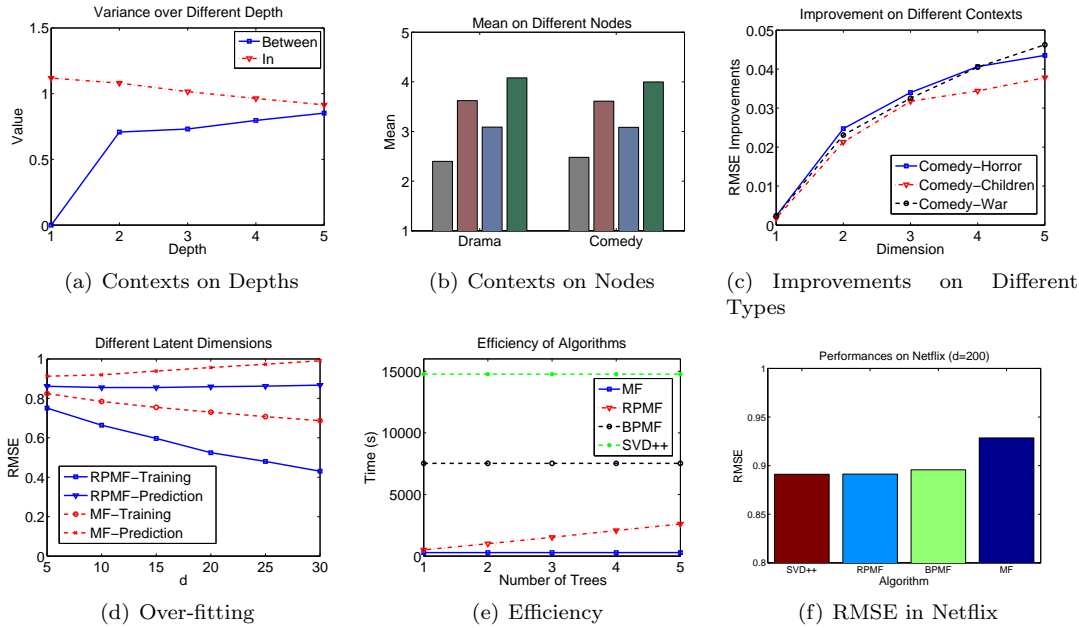 Variance over Different Depth
1.5
1
0.5
0
Value
Between
In
1 2 3 4 5
Depth
(a) Contexts on Depths
Mean on Different Nodes
5
4
3
2
1
Mean
Drama Comedy
(b) Contexts on Nodes
Improvement on Different Contexts
0.05
0.04
0.03
0.02
0.01
0
RMSE Improvements
Comedy-Horror
Comedy-Children
Comedy-War
1 2 3 4 5
Dimension
(c) Improvements on Different
Types
Different Latent Dimensions
1
0.8
0.6
0.4
0.2
0
RMSE
RPMF-Training
RPMF-Prediction
MF-Training
MF-Prediction
5 10 15 20 25 30
d
(d) Over-fitting
Efficiency of Algorithms
15000
10000
5000
0
Time (s)
MF
RPMF
BPMF
SVD++
1 2 3 4 5
Number of Trees
(e) Efficiency
Performances on Netflix (d=200)
1
0.95
0.9
0.85
0.8
RMSE
SVD++ RPMF BPMF MF
Algorithm
(f) RMSE in Netflix